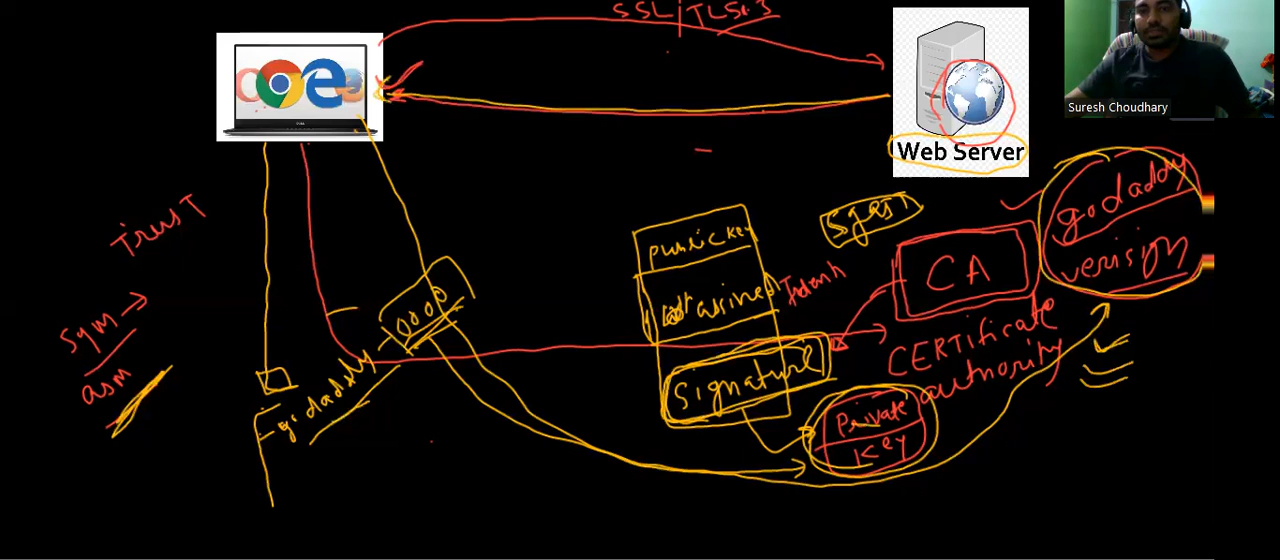 SSL/TLS1.3
Web Server
Suresh Choudhary
godaddy
verisign
public key
Trust
CA
sym
asm
CERTificate
authority
Signature
Private
Key
godaddy - 10000